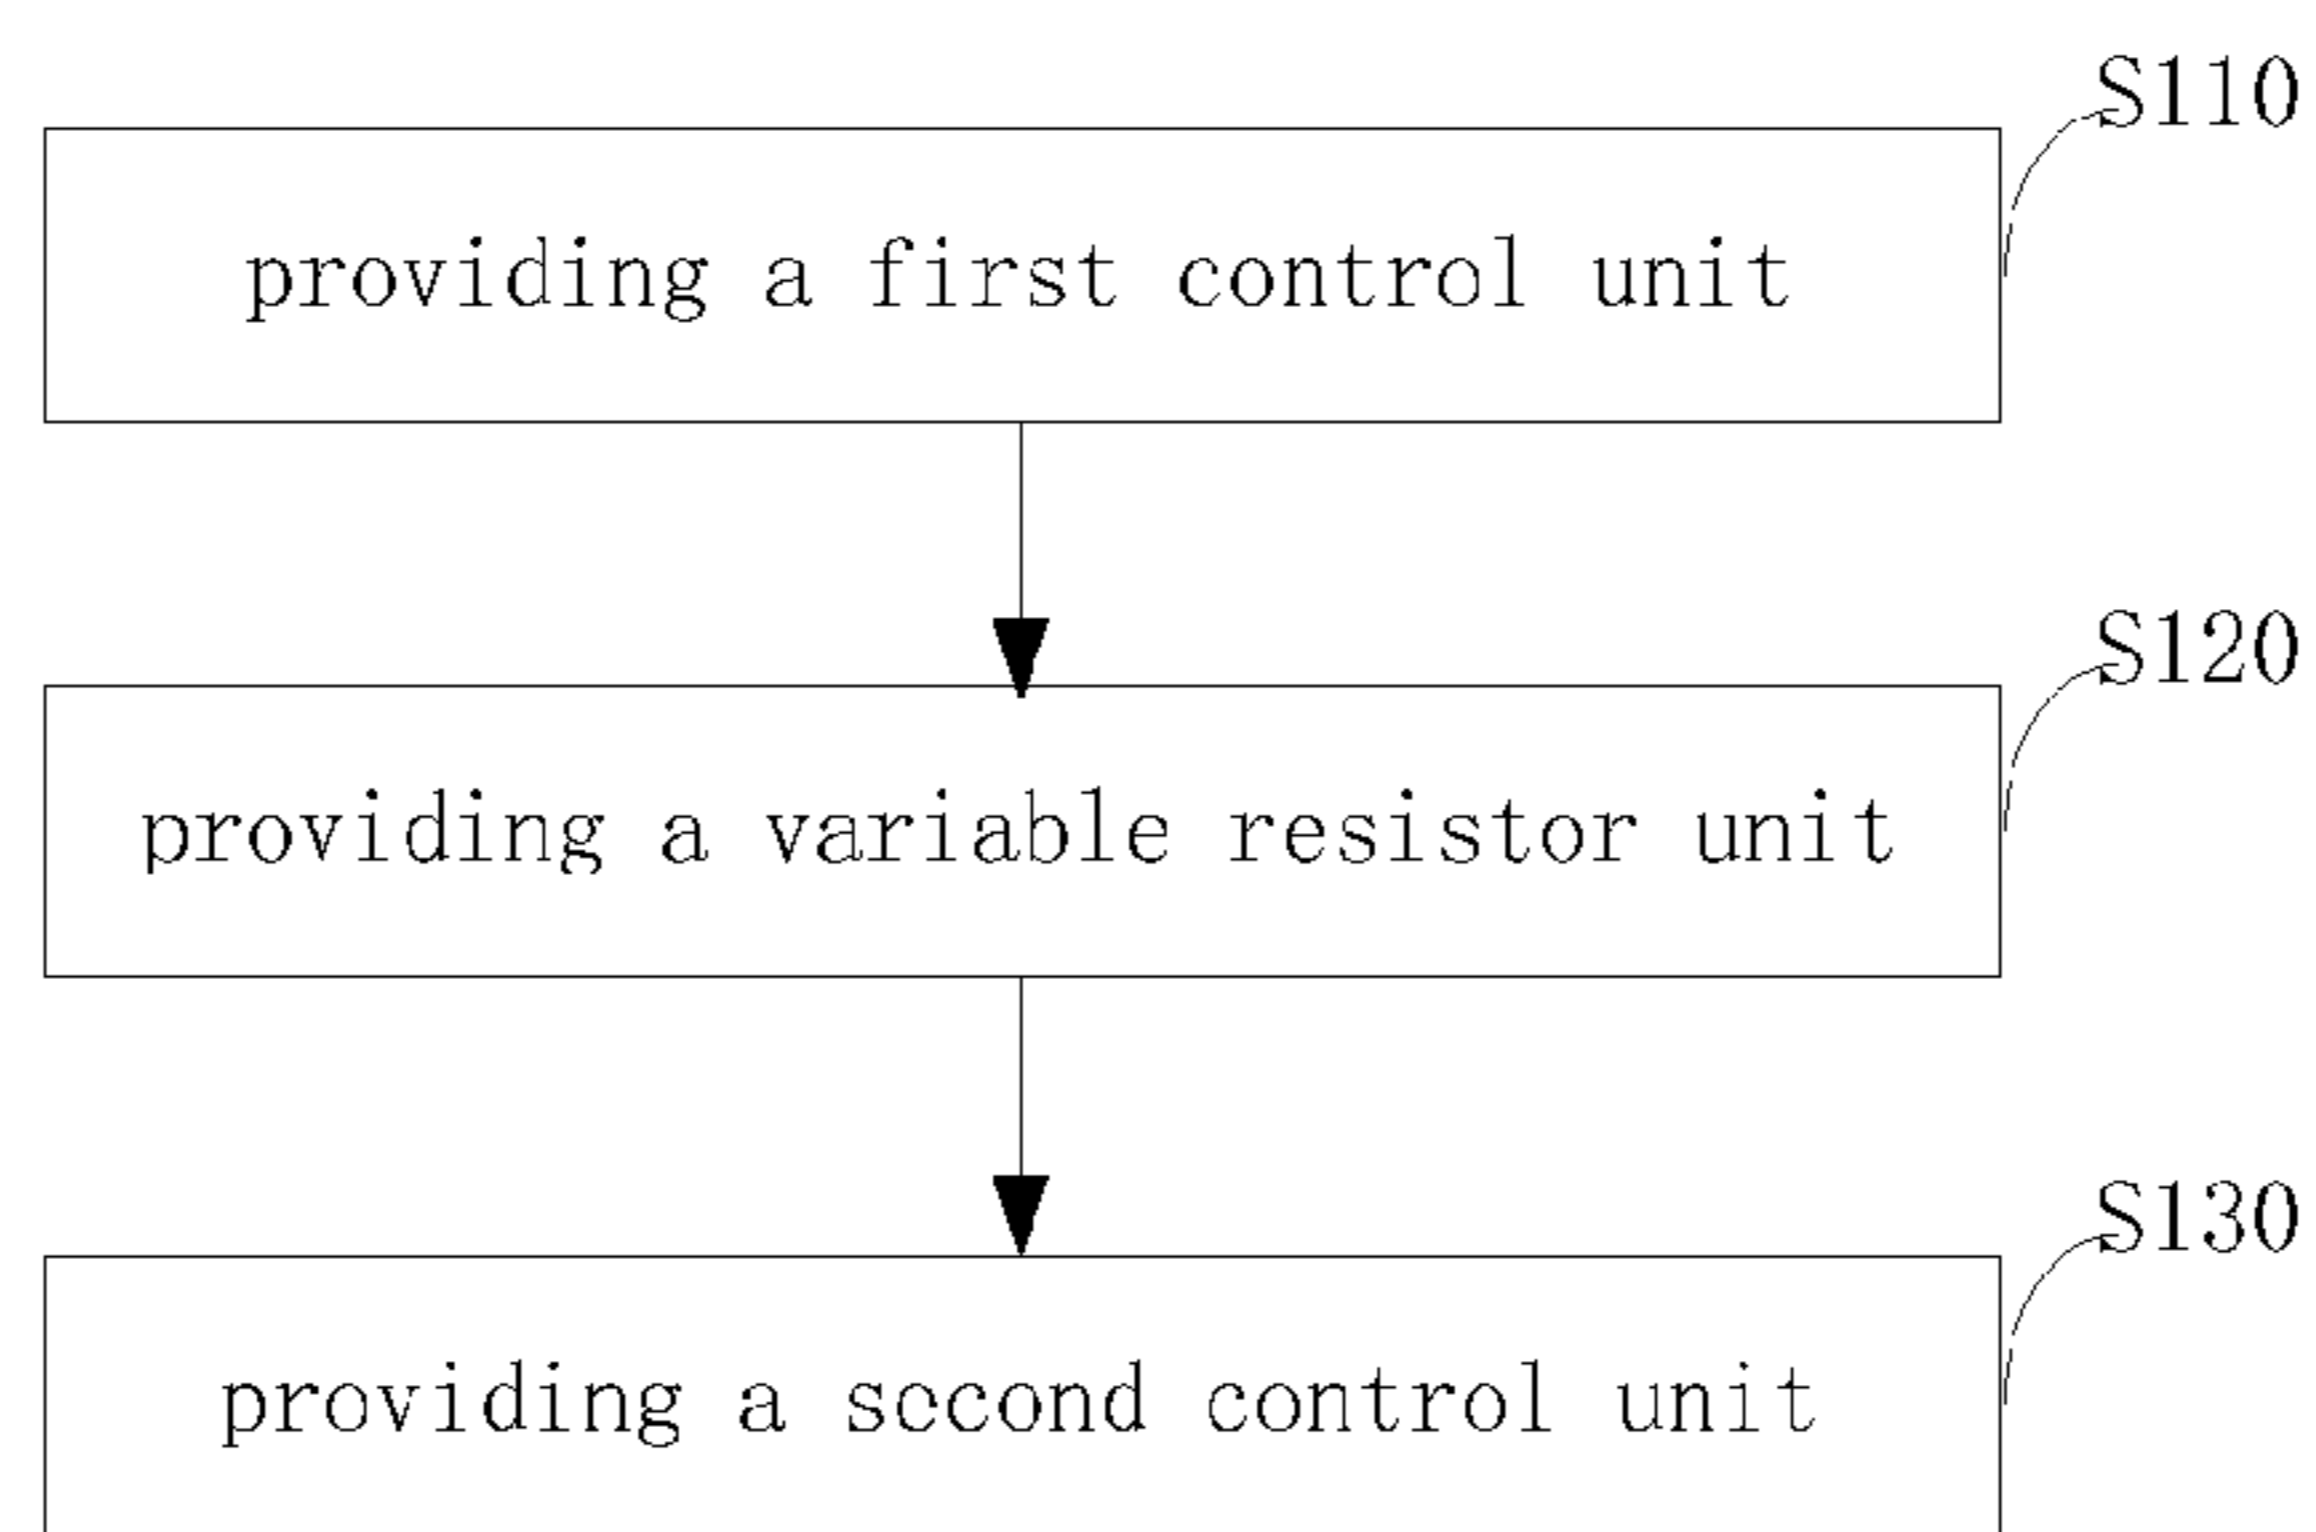 S110
providing a first control unit
S120
providing a variable resistor unit
S130
providing a sccond control unit